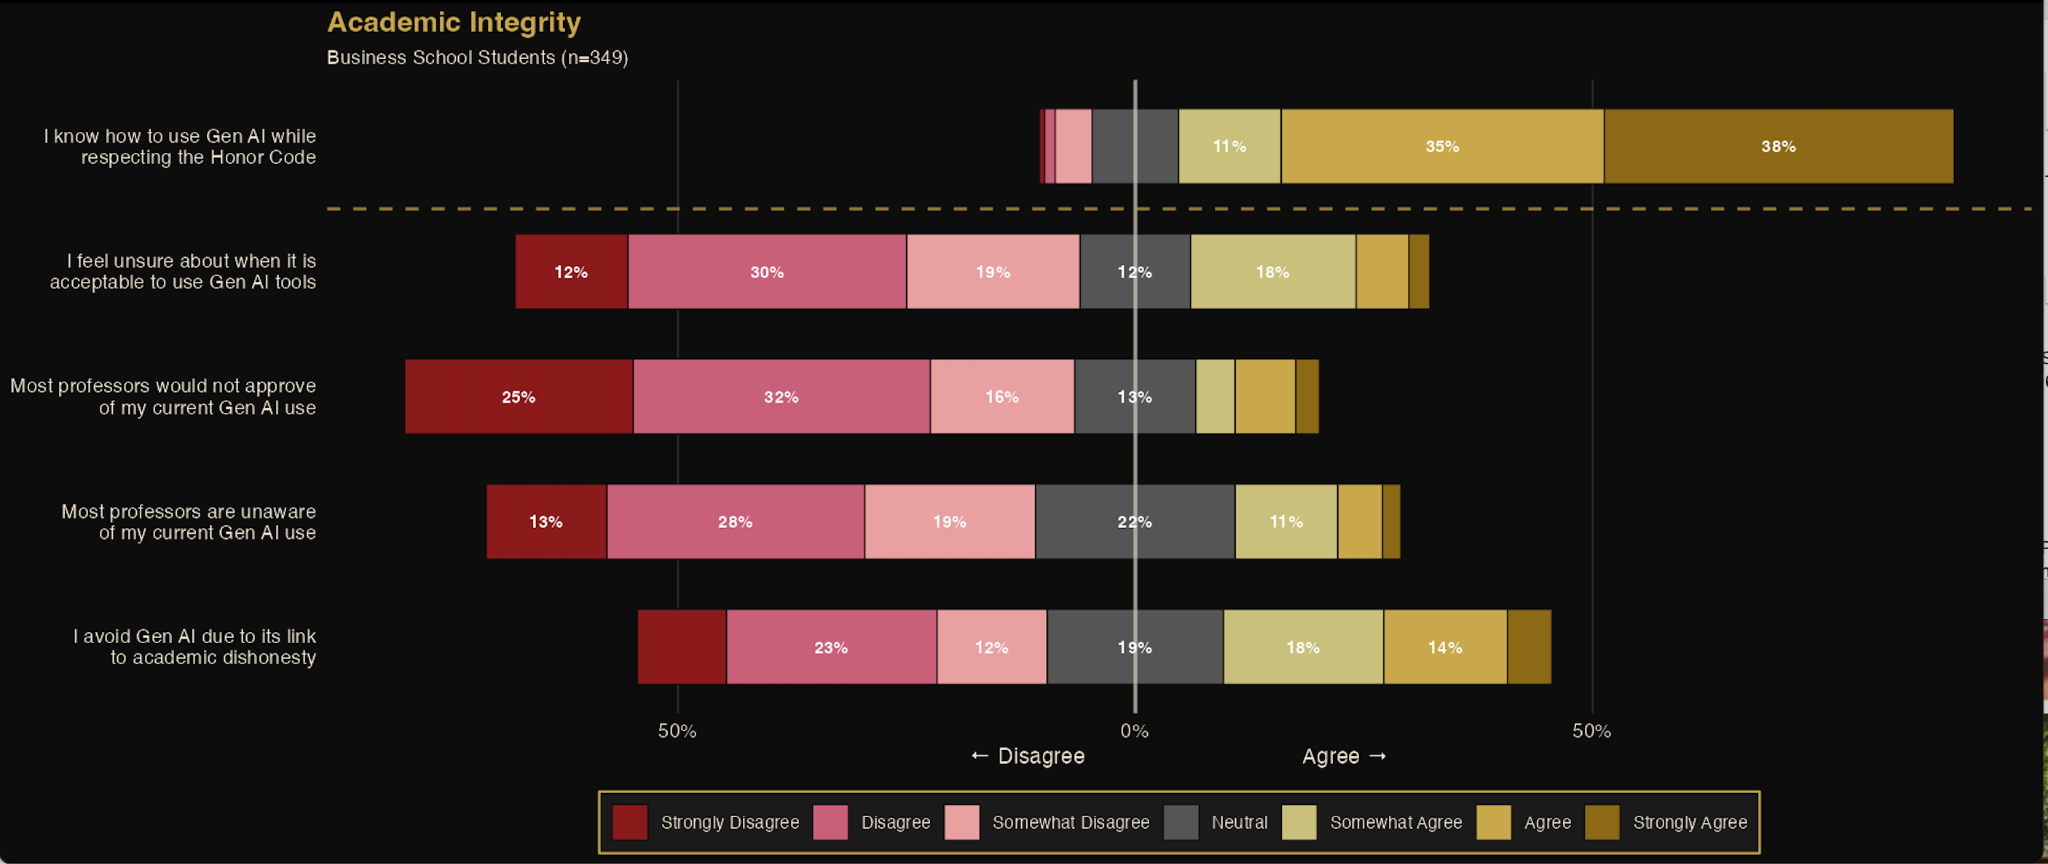 Academic Integrity
Business School Students (n=349)
I know how to use Gen AI while
respecting the Honor Code
11% 35% 38%
I feel unsure about when it is
acceptable to use Gen AI tools
12% 30% 19% 12% 18%
Most professors would not approve
of my current Gen AI use
25% 32% 16% 13%
Most professors are unaware
of my current Gen AI use
13% 28% 19% 22% 11%
I avoid Gen AI due to its link
to academic dishonesty
23% 12% 19% 18% 14%
50% 0% 50%
← Disagree Agree →
Strongly Disagree Disagree Somewhat Disagree Neutral Somewhat Agree Agree Strongly Agree